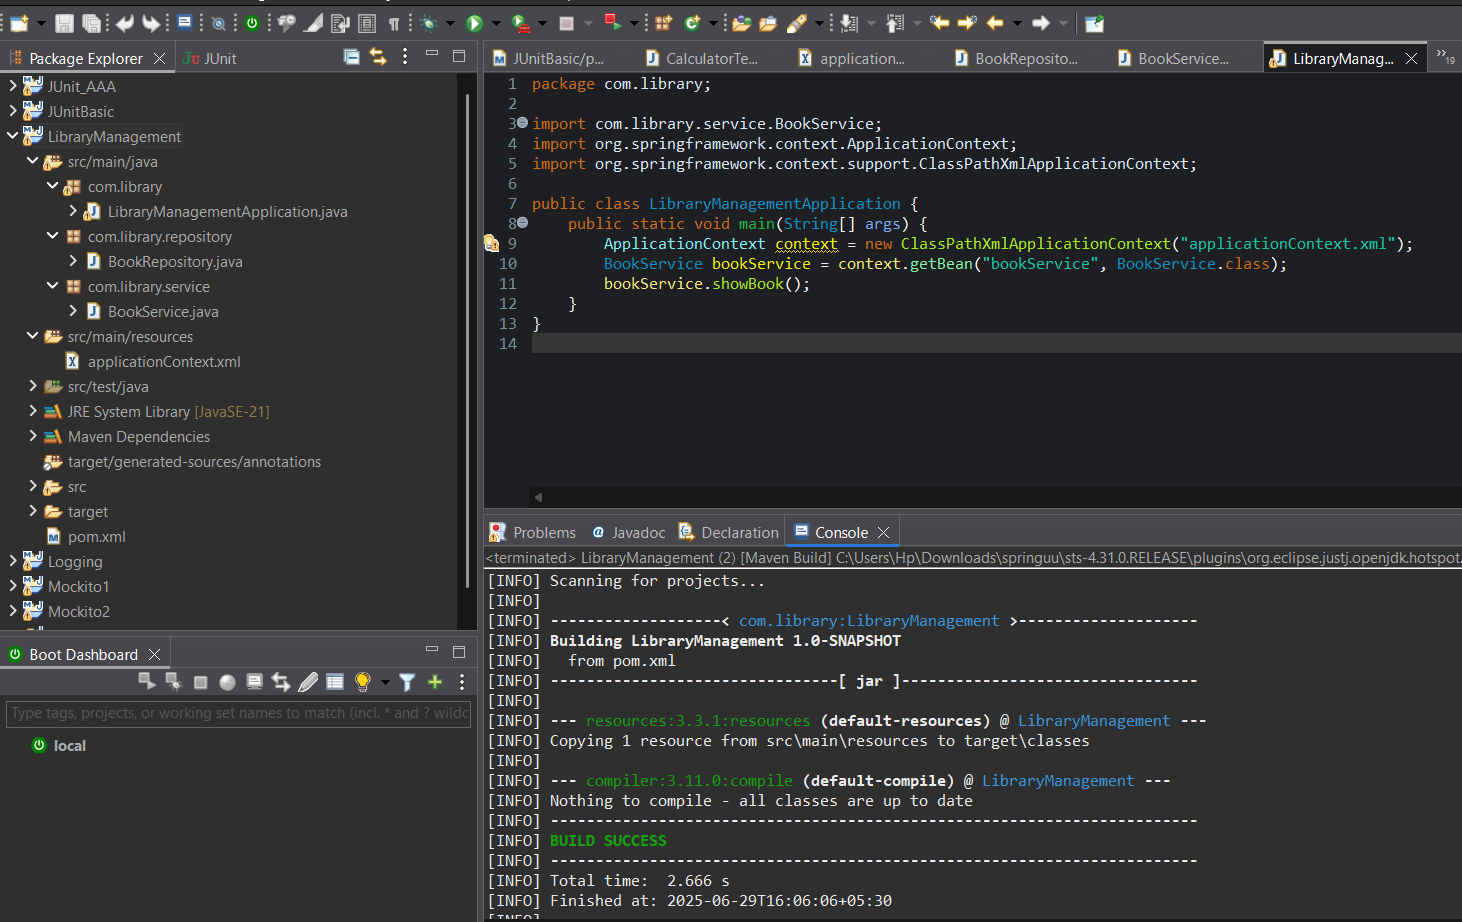 Package Explorer
JUnit
JUnit_AAA
JUnitBasic
LibraryManagement
src/main/java
com.library
LibraryManagementApplication.java
com.library.repository
BookRepository.java
com.library.service
BookService.java
src/main/resources
applicationContext.xml
src/test/java
JRE System Library [JavaSE-21]
Maven Dependencies
target/generated-sources/annotations
src
target
pom.xml
Logging
Mockito1
Mockito2
Boot Dashboard
Type tags, projects, or working set names to match (incl. * and ? wildc
local
JUnitBasic/p...
CalculatorTe...
application...
BookReposito...
BookService...
LibraryManag...
19
1 package com.library;
2
3 import com.library.service.BookService;
4 import org.springframework.context.ApplicationContext;
5 import org.springframework.context.support.ClassPathXmlApplicationContext;
6
7 public class LibraryManagementApplication {
8 public static void main(String[] args) {
9 ApplicationContext context = new ClassPathXmlApplicationContext("applicationContext.xml");
10 BookService bookService = context.getBean("bookService", BookService.class);
11 bookService.showBook();
12 }
13 }
14
Problems
Javadoc
Declaration
Console
<terminated> LibraryManagement (2) [Maven Build] C:\Users\Hp\Downloads\springuu\sts-4.31.0.RELEASE\plugins\org.eclipse.justj.openjdk.hotspot.
[INFO] Scanning for projects...
[INFO]
[INFO] -------------------< com.library:LibraryManagement >--------------------
[INFO] Building LibraryManagement 1.0-SNAPSHOT
[INFO]   from pom.xml
[INFO] --------------------------------[ jar ]---------------------------------
[INFO]
[INFO] --- resources:3.3.1:resources (default-resources) @ LibraryManagement ---
[INFO] Copying 1 resource from src\main\resources to target\classes
[INFO]
[INFO] --- compiler:3.11.0:compile (default-compile) @ LibraryManagement ---
[INFO] Nothing to compile - all classes are up to date
[INFO] ------------------------------------------------------------------------
[INFO] BUILD SUCCESS
[INFO] ------------------------------------------------------------------------
[INFO] Total time:  2.666 s
[INFO] Finished at: 2025-06-29T16:06:06+05:30